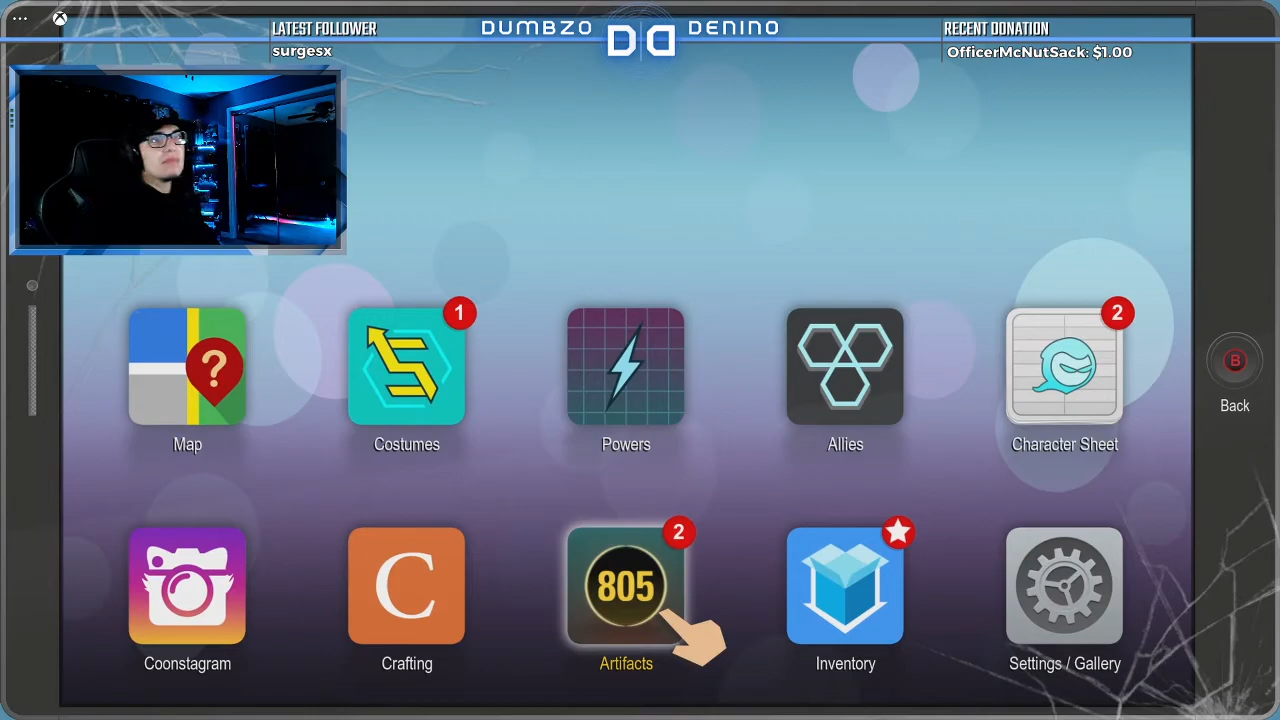 LATEST FOLLOWER
surgesx
DUMBZO DD DENINO
RECENT DONATION
OfficerMcNutSack: $1.00
?
1
2
Map
Costumes
Powers
Allies
Character Sheet
B
Back
C
805
2
Coonstagram
Crafting
Artifacts
Inventory
Settings / Gallery